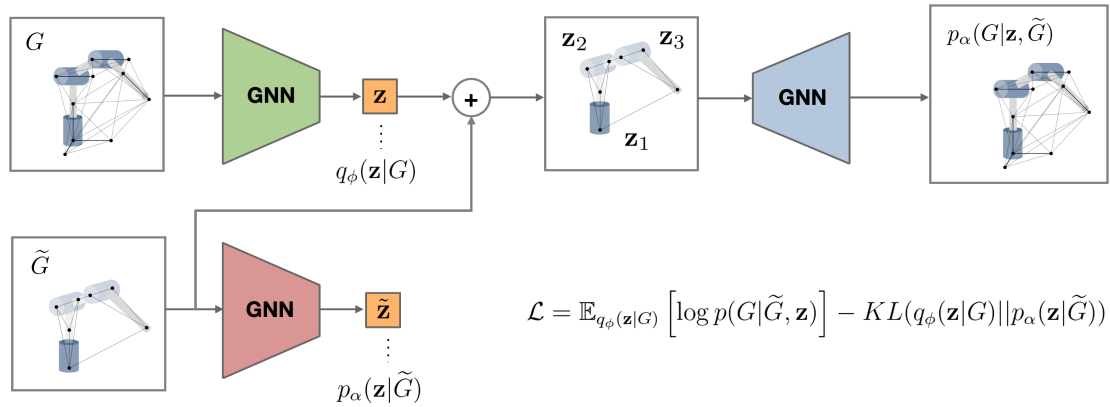 G
GNN
z
q_ϕ(z|G)
+
z_2
z_3
z_1
GNN
p_α(G|z, G̃)
G̃
GNN
z̃
p_α(z|G̃)
ℒ = 𝔼_{q_ϕ(z|G)} [log p(G|G̃, z)] − KL(q_ϕ(z|G)||p_α(z|G̃))